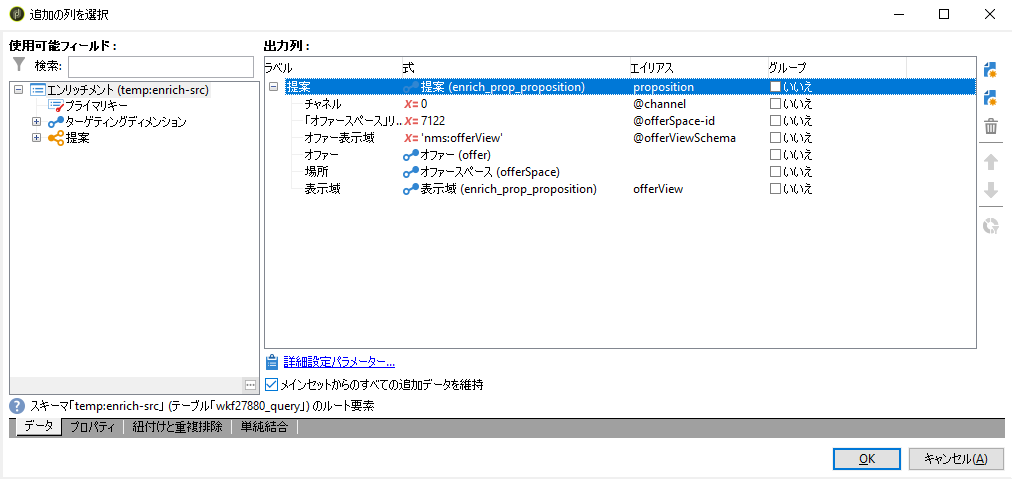 追加の列を選択
使用可能フィールド :
検索:
エンリッチメント (temp:enrich-src)
プライマリキー
ターゲティングディメンション
提案
出力列 :
ラベル 式 エイリアス グループ
提案 提案 (enrich_prop_proposition) proposition いいえ
チャネル X= 0 @channel いいえ
「オファースペース」リ... X= 7122 @offerSpace-id いいえ
オファー表示域 X= 'nms:offerView' @offerViewSchema いいえ
オファー オファー (offer) いいえ
場所 オファースペース (offerSpace) いいえ
表示域 表示域 (enrich_prop_proposition) offerView いいえ
詳細設定パラメーター...
メインセットからのすべての追加データを維持
スキーマ「temp:enrich-src」 (テーブル「wkf27880_query」) のルート要素
データ プロパティ 紐付けと重複排除 単純結合
OK キャンセル(A)